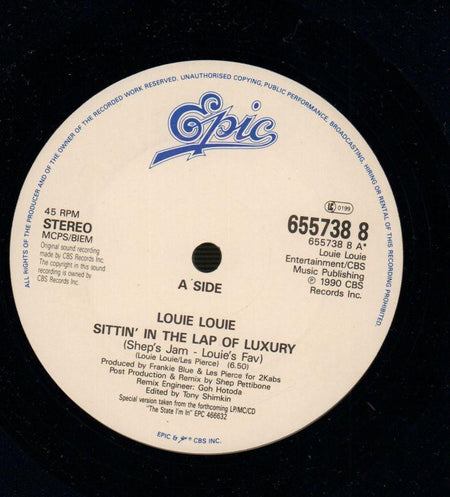 ALL RIGHTS OF THE PRODUCER AND OF THE OWNER OF THE RECORDED WORK RESERVED. UNAUTHORISED COPYING, PUBLIC PERFORMANCE, BROADCASTING, HIRING OR RENTAL OF THIS RECORDING PROHIBITED.
Epic
45 RPM
STEREO
MCPS/BIEM
Original sound recording
made by CBS Records Inc.
The copyright in this sound
recording is owned by
CBS Records Inc.
LC 0199
655738 8
655738 8 A*
Louie Louie
Entertainment/CBS
Music Publishing
℗ 1990 CBS
Records Inc.
A SIDE
LOUIE LOUIE
SITTIN' IN THE LAP OF LUXURY
(Shep's Jam - Louie's Fav)
(Louie Louie/Les Pierce) (6.50)
Produced by Frankie Blue & Les Pierce for 2Kabs
Post Production & Remix by Shep Pettibone
Remix Engineer: Goh Hotoda
Edited by Tony Shimkin
Special version taken from the forthcoming LP/MC/CD
"The State I'm In" EPC 466632
EPIC & ® CBS INC.